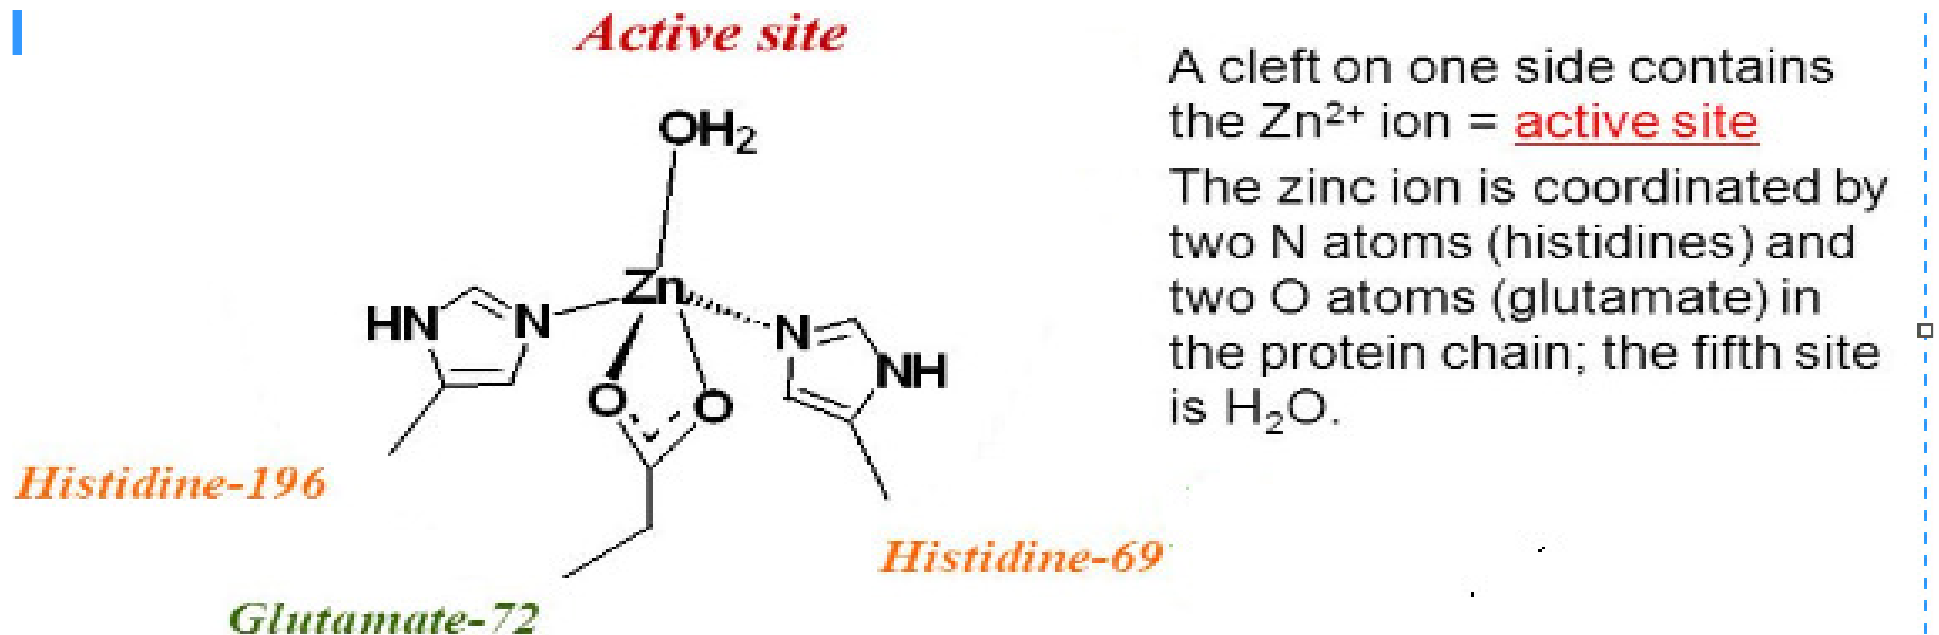 Active site
OH₂
Zn
HN
N
N
NH
O
O
Histidine-196
Histidine-69
Glutamate-72
A cleft on one side contains
the Zn²⁺ ion = active site
The zinc ion is coordinated by
two N atoms (histidines) and
two O atoms (glutamate) in
the protein chain; the fifth site
is H₂O.